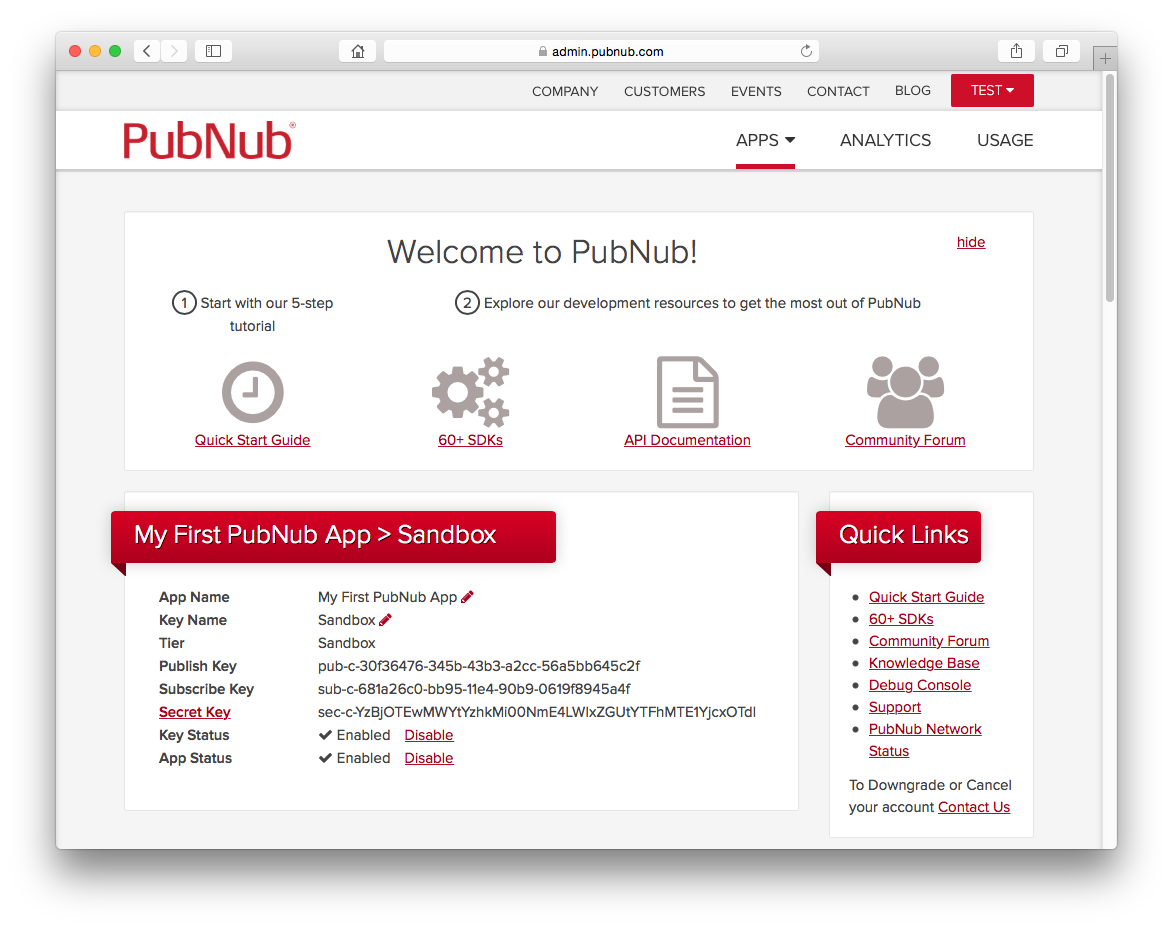 admin.pubnub.com
COMPANY CUSTOMERS EVENTS CONTACT BLOG TEST
PubNub®
APPS ANALYTICS USAGE
Welcome to PubNub!
hide
1 Start with our 5-step
tutorial
2 Explore our development resources to get the most out of PubNub
Quick Start Guide 60+ SDKs API Documentation Community Forum
My First PubNub App > Sandbox
App Name My First PubNub App
Key Name Sandbox
Tier Sandbox
Publish Key pub-c-30f36476-345b-43b3-a2cc-56a5bb645c2f
Subscribe Key sub-c-681a26c0-bb95-11e4-90b9-0619f8945a4f
Secret Key sec-c-YzBjOTEwMWYtYzhkMi00NmE4LWIxZGUtYTFhMTE1YjcxOTdl
Key Status Enabled Disable
App Status Enabled Disable
Quick Links
Quick Start Guide
60+ SDKs
Community Forum
Knowledge Base
Debug Console
Support
PubNub Network
Status
To Downgrade or Cancel
your account Contact Us